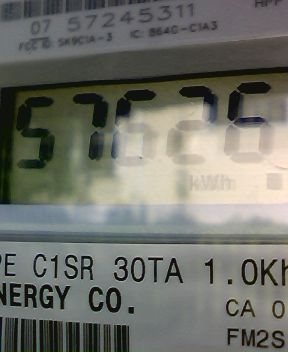 07 57245311
FCC ID: SK9C1A-3 IC: 864G-C1A3
kWh
PE C1SR 30TA 1.0Kh
NERGY CO.
CA 0
FM2S